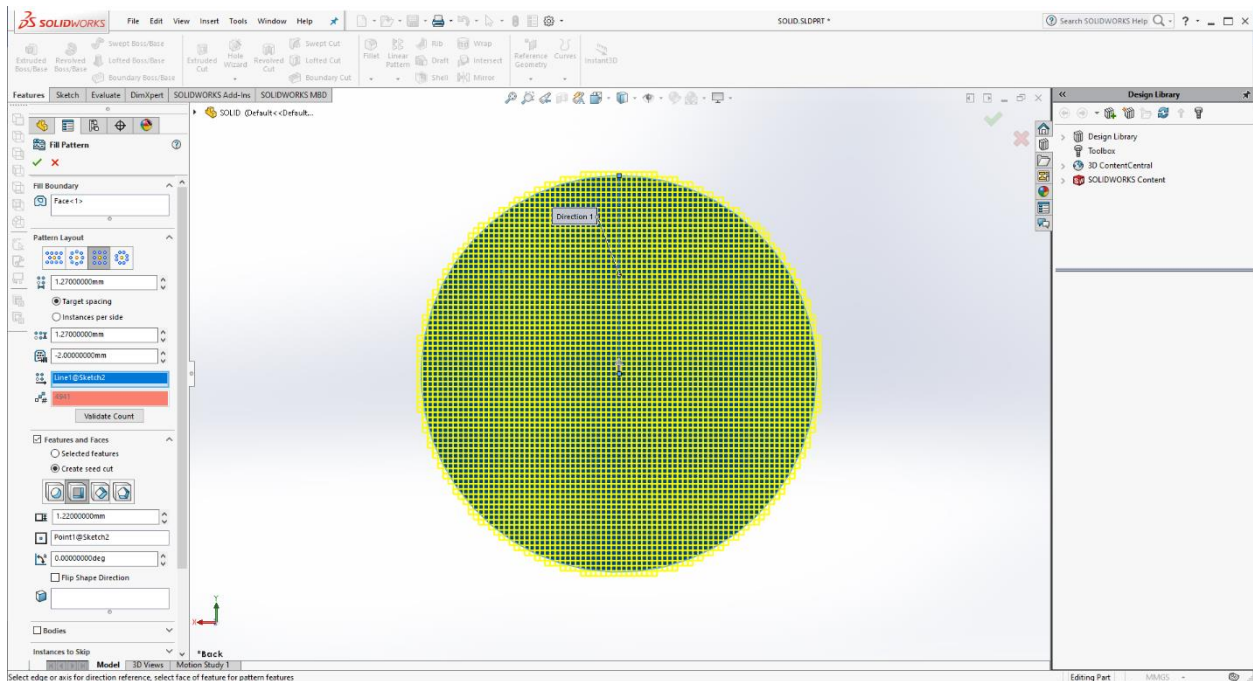 SOLIDWORKS File Edit View Insert Tools Window Help SOLID.SLDPRT * Search SOLIDWORKS Help
Extruded Boss/Base
Revolved Boss/Base
Swept Boss/Base
Lofted Boss/Base
Boundary Boss/Base
Extruded Cut
Hole Wizard
Revolved Cut
Swept Cut
Lofted Cut
Boundary Cut
Fillet
Linear Pattern
Rib
Draft
Shell
Wrap
Intersect
Mirror
Reference Geometry
Curves
Instant3D
Features Sketch Evaluate DimXpert SOLIDWORKS Add-Ins SOLIDWORKS MBD
SOLID (Default<<Default...
Fill Pattern
Fill Boundary
Face<1>
Pattern Layout
1.27000000mm
Target spacing
Instances per side
1.27000000mm
-2.00000000mm
Line1@Sketch2
4941
Validate Count
Features and Faces
Selected features
Create seed cut
1.22000000mm
Point1@Sketch2
0.00000000deg
Flip Shape Direction
Bodies
Instances to Skip
Direction 1
Y
X
*Back
Design Library
Design Library
Toolbox
3D ContentCentral
SOLIDWORKS Content
Model 3D Views Motion Study 1
Select edge or axis for direction reference, select face of feature for pattern features Editing Part MMGS